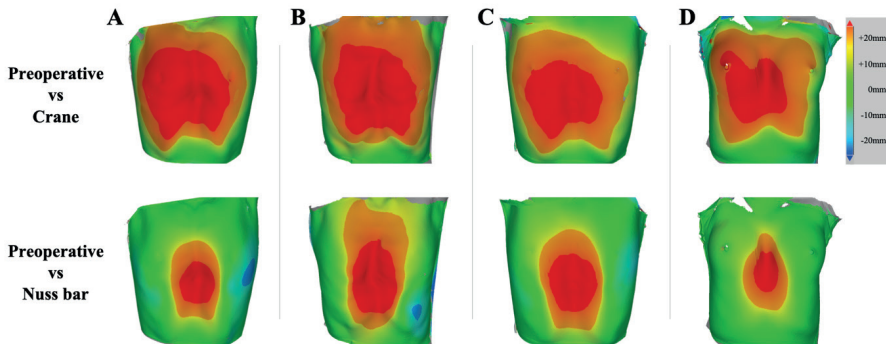 A B C D
Preoperative
vs
Crane
+20mm
+10mm
0mm
-10mm
-20mm
Preoperative
vs
Nuss bar